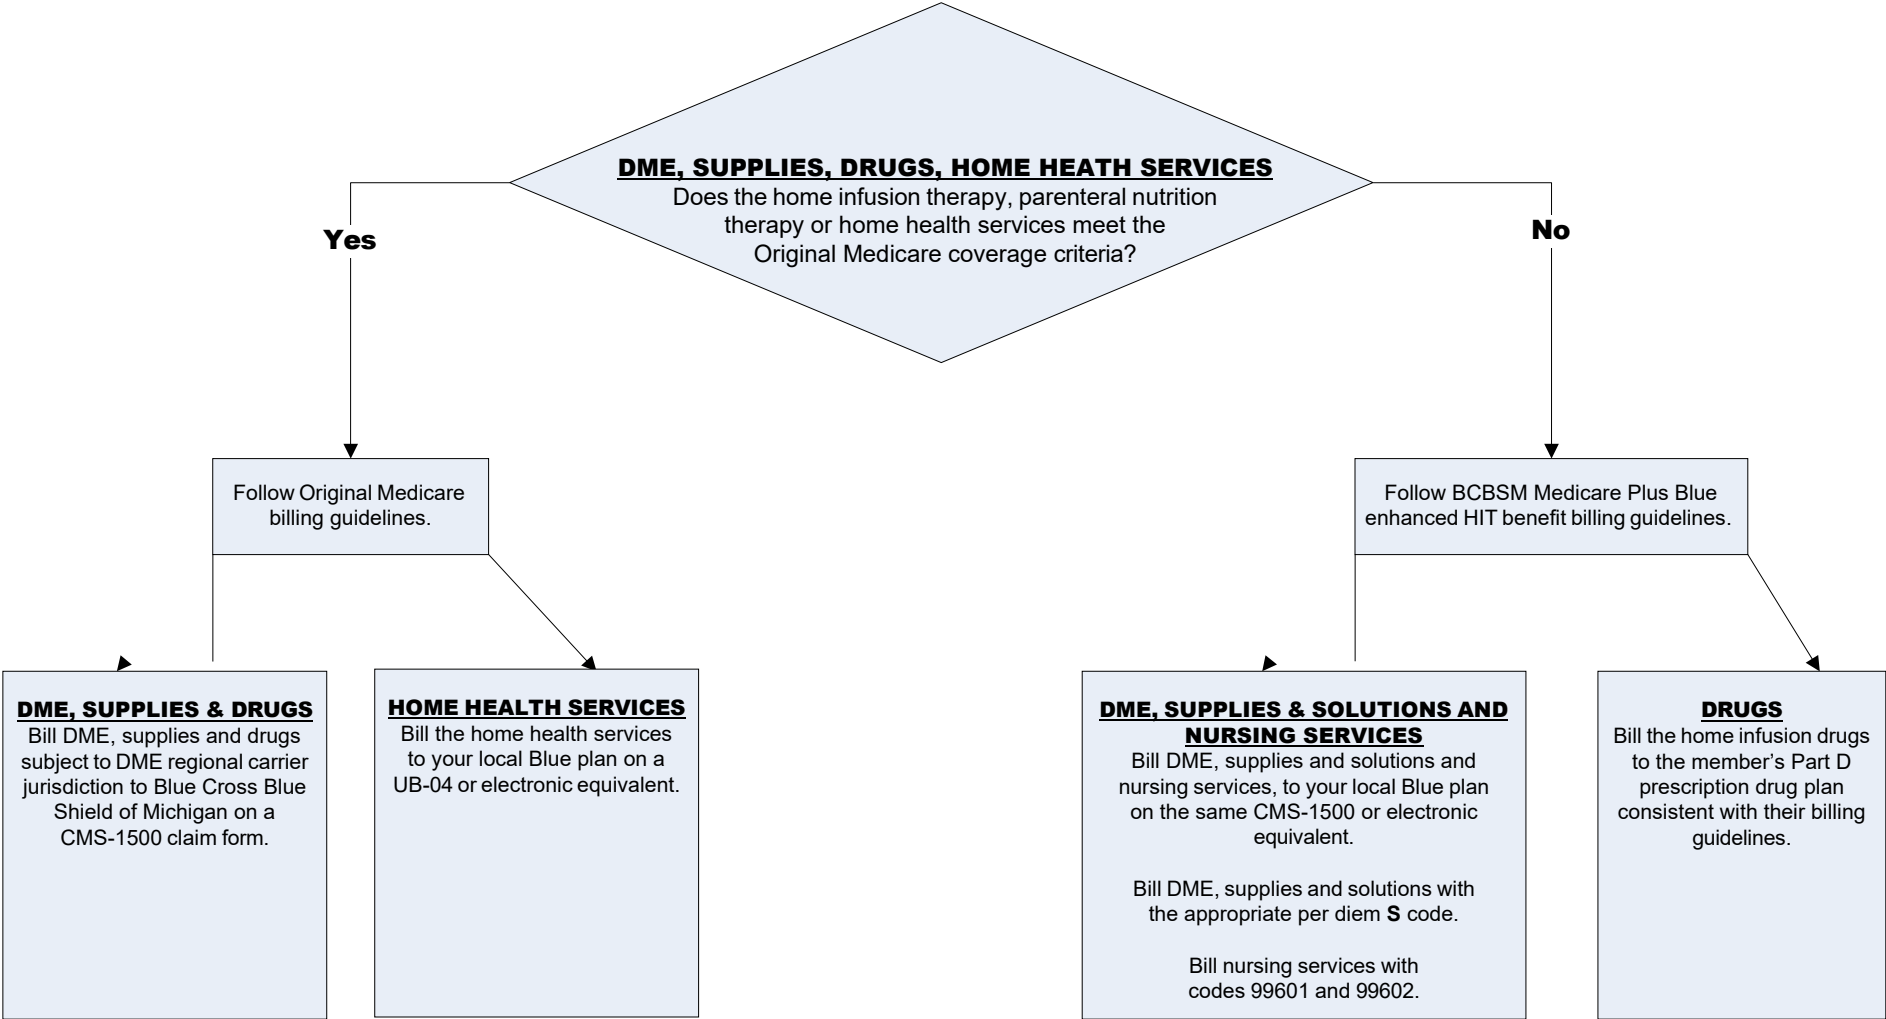 DME, SUPPLIES, DRUGS, HOME HEATH SERVICES
Does the home infusion therapy, parenteral nutrition
therapy or home health services meet the
Original Medicare coverage criteria?
Yes
No
Follow Original Medicare
billing guidelines.
Follow BCBSM Medicare Plus Blue
enhanced HIT benefit billing guidelines.
DME, SUPPLIES & DRUGS
Bill DME, supplies and drugs
subject to DME regional carrier
jurisdiction to Blue Cross Blue
Shield of Michigan on a
CMS-1500 claim form.
HOME HEALTH SERVICES
Bill the home health services
to your local Blue plan on a
UB-04 or electronic equivalent.
DME, SUPPLIES & SOLUTIONS AND
NURSING SERVICES
Bill DME, supplies and solutions and
nursing services, to your local Blue plan
on the same CMS-1500 or electronic
equivalent.
Bill DME, supplies and solutions with
the appropriate per diem S code.
Bill nursing services with
codes 99601 and 99602.
DRUGS
Bill the home infusion drugs
to the member’s Part D
prescription drug plan
consistent with their billing
guidelines.